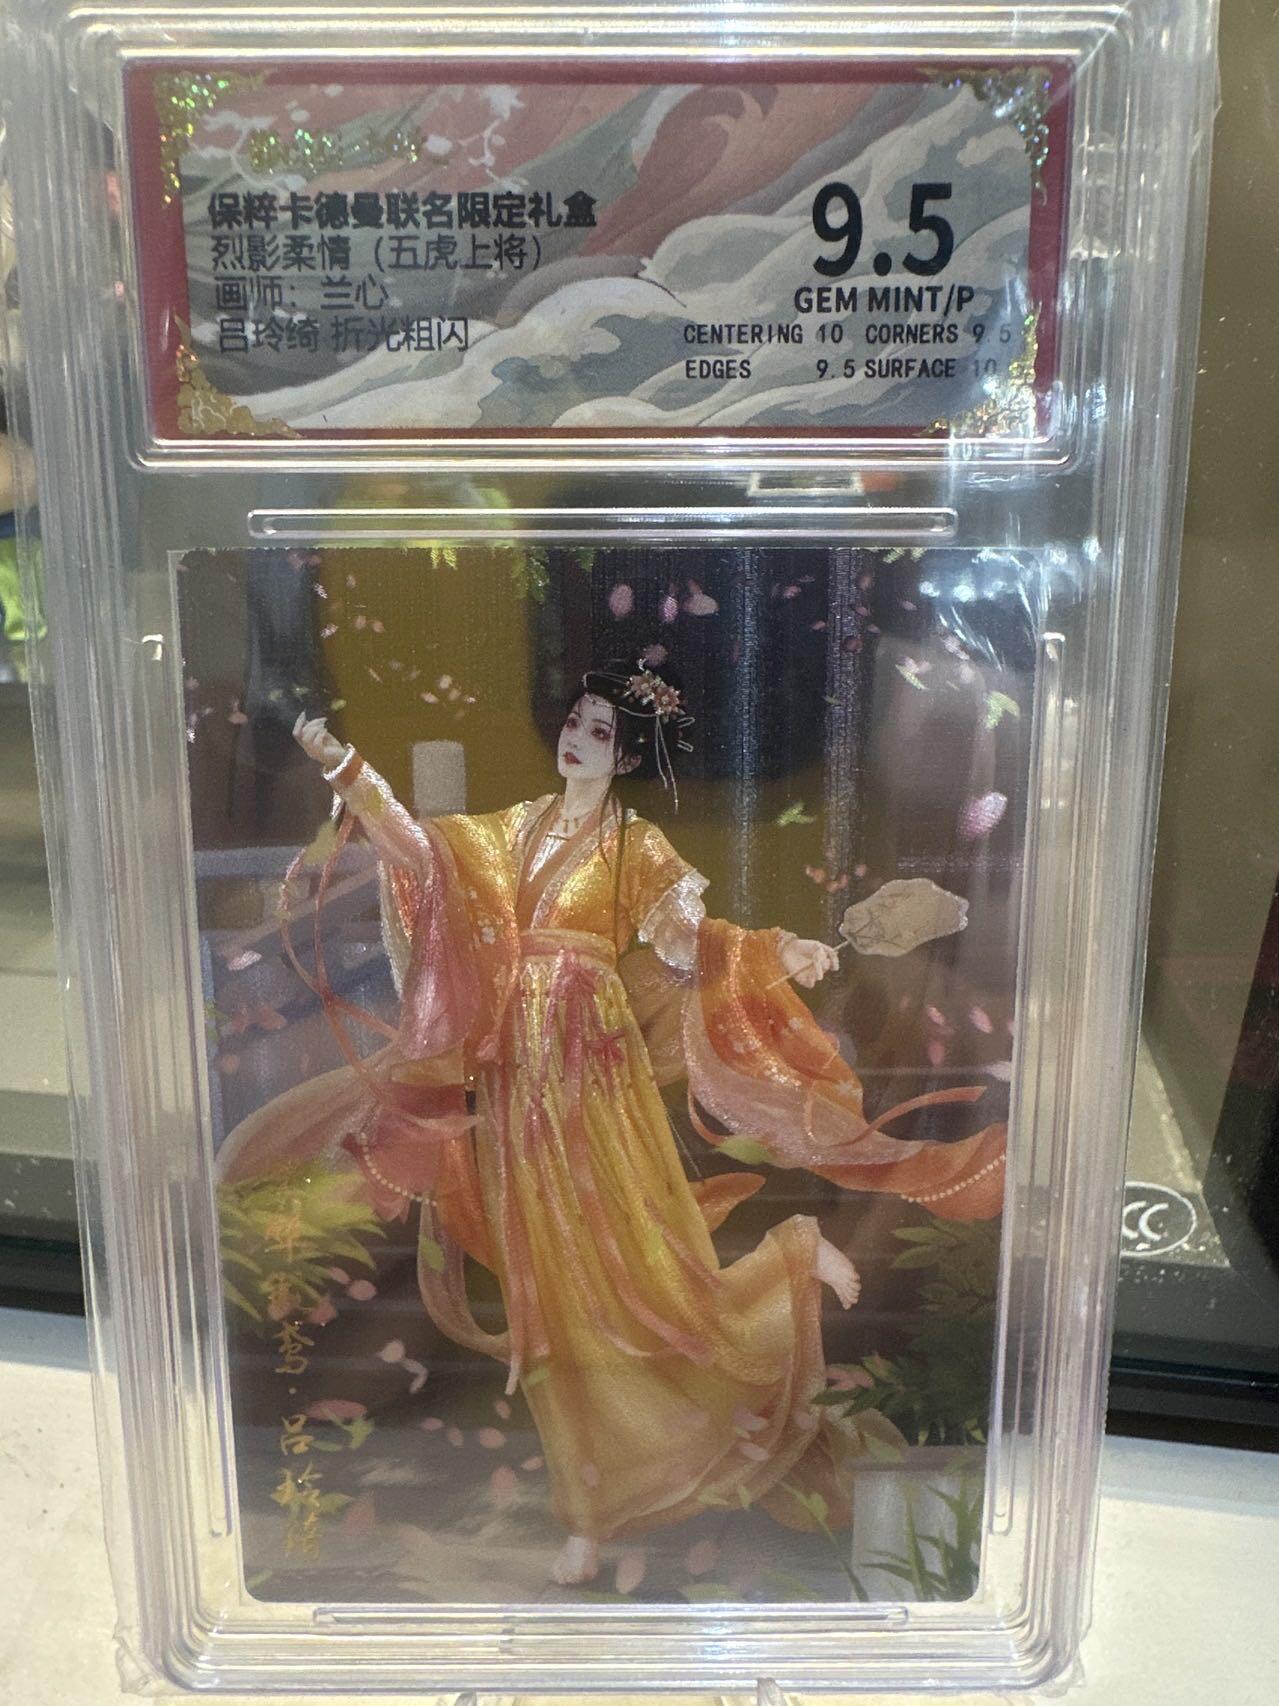 保粹卡德曼联名限定礼盒
烈影柔情（五虎上将）
画师：兰心
吕玲绮 折光粗闪
9.5
GEM MINT/P
CENTERING 10 CORNERS 9.5
EDGES 9.5 SURFACE 10
鸾·吕玲绮
CC